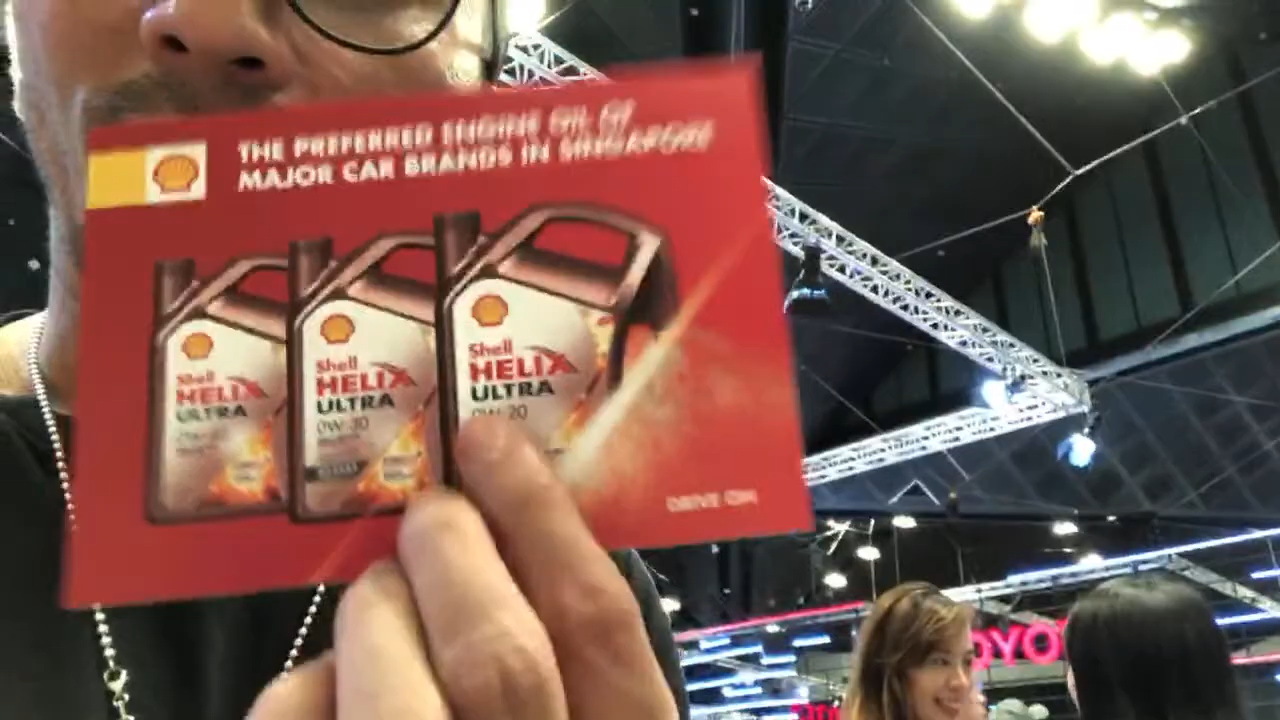 THE PREFERRED ENGINE OIL OF
MAJOR CAR BRANDS IN SINGAPORE
Shell
HELIX
ULTRA
Shell
HELIX
ULTRA
0W-30
Shell
HELIX
ULTRA
0W-20
DRIVE ON
OYO